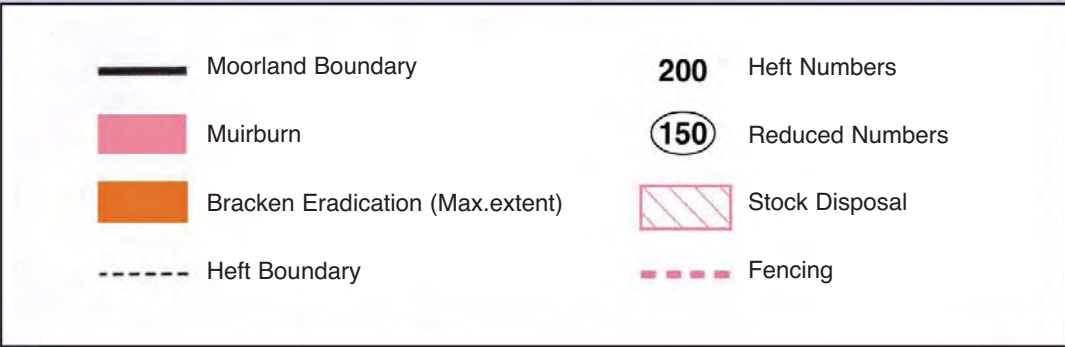 Moorland Boundary
Muirburn
Bracken Eradication (Max.extent)
Heft Boundary
200 Heft Numbers
150 Reduced Numbers
Stock Disposal
Fencing